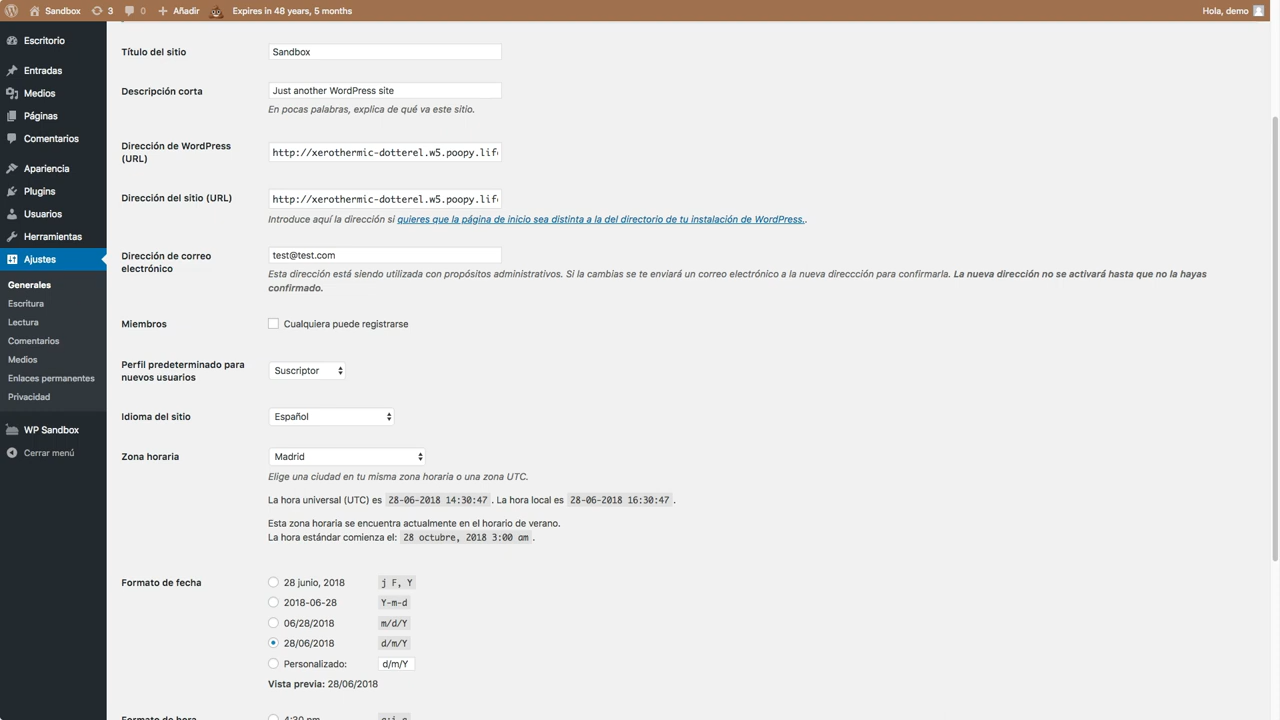 Sandbox 3 0 Añadir Expires in 48 years, 5 months Hola, demo
Escritorio
Entradas
Medios
Páginas
Comentarios
Apariencia
Plugins
Usuarios
Herramientas
Ajustes
Generales
Escritura
Lectura
Comentarios
Medios
Enlaces permanentes
Privacidad
WP Sandbox
Cerrar menú
Título del sitio
Sandbox
Descripción corta
Just another WordPress site
En pocas palabras, explica de qué va este sitio.
Dirección de WordPress
(URL)
http://xerothermic-dotterel.w5.poopy.life
Dirección del sitio (URL)
http://xerothermic-dotterel.w5.poopy.life
Introduce aquí la dirección si quieres que la página de inicio sea distinta a la del directorio de tu instalación de WordPress..
Dirección de correo
electrónico
test@test.com
Esta dirección está siendo utilizada con propósitos administrativos. Si la cambias se te enviará un correo electrónico a la nueva direccción para confirmarla. La nueva dirección no se activará hasta que no la hayas
confirmado.
Miembros
Cualquiera puede registrarse
Perfil predeterminado para
nuevos usuarios
Suscriptor
Idioma del sitio
Español
Zona horaria
Madrid
Elige una ciudad en tu misma zona horaria o una zona UTC.
La hora universal (UTC) es 28-06-2018 14:30:47 . La hora local es 28-06-2018 16:30:47 .
Esta zona horaria se encuentra actualmente en el horario de verano.
La hora estándar comienza el: 28 octubre, 2018 3:00 am .
Formato de fecha
28 junio, 2018 j F, Y
2018-06-28 Y-m-d
06/28/2018 m/d/Y
28/06/2018 d/m/Y
Personalizado: d/m/Y
Vista previa: 28/06/2018
Formato de hora
4:30 pm g:i a